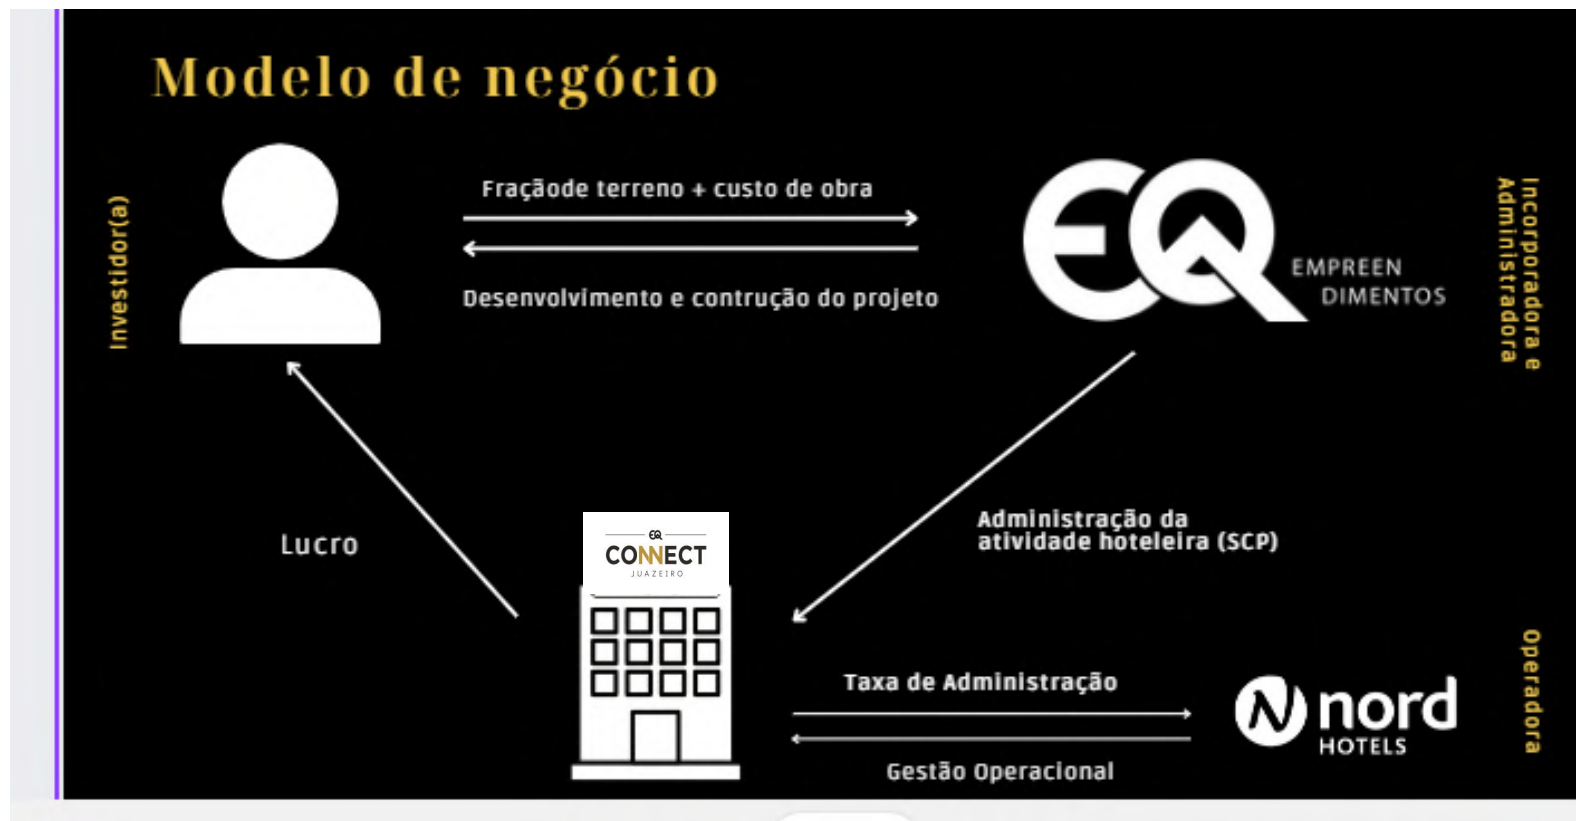 Modelo de negócio
Investidor(a)
Fraçãode terreno + custo de obra
Desenvolvimento e contrução do projeto
EQ
EMPREEN
DIMENTOS
Incorporadora e
Administradora
Lucro
EQ
CONNECT
JUAZEIRO
Administração da
atividade hoteleira (SCP)
Taxa de Administração
Gestão Operacional
N nord
HOTELS
Operadora